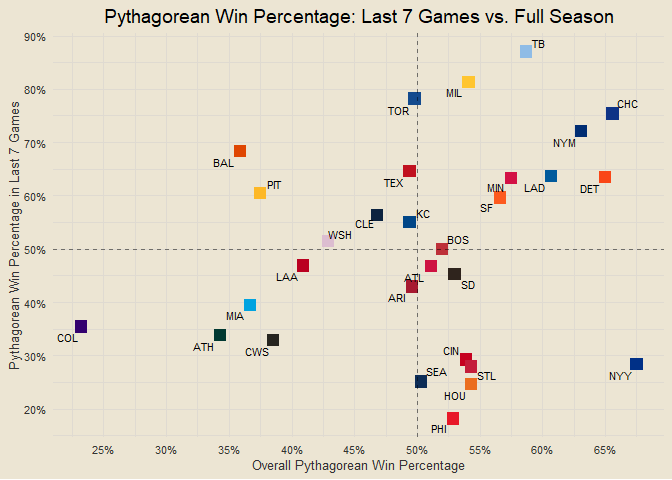 Pythagorean Win Percentage: Last 7 Games vs. Full Season
Pythagorean Win Percentage in Last 7 Games
90%
80%
70%
60%
50%
40%
30%
20%
TB
MIL
CHC
TOR
NYM
BAL
TEX
PIT
MIN
LAD
DET
SF
CLE
KC
WSH
BOS
LAA
ATL
SD
ARI
MIA
COL
ATH
CWS
CIN
SEA
STL
NYY
HOU
PHI
25%
30%
35%
40%
45%
50%
55%
60%
65%
Overall Pythagorean Win Percentage